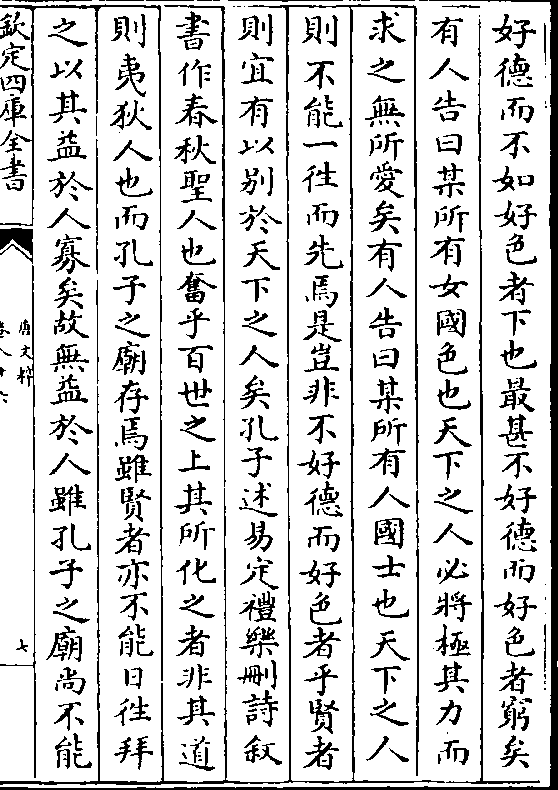 好德而不如好色者下也最甚不好德而好色者窮矣
有人告曰某所有女國色也天下之人必將極其力而
求之無所愛矣有人告曰某所有人國士也天下之人
則不能一徃而先焉是豈非不好德而好色者乎賢者
則宜有以别於天下之人矣孔子述易定禮樂刪詩叙
書作春秋聖人也奮乎百世之上其所化之者非其道
則夷狄人也而孔子之廟存焉雖賢者亦不能日徃拜
之以其益於人寡矣故無益於人雖孔子之廟尚不能
欽定四庫全書
唐文粹
卷八十六
七